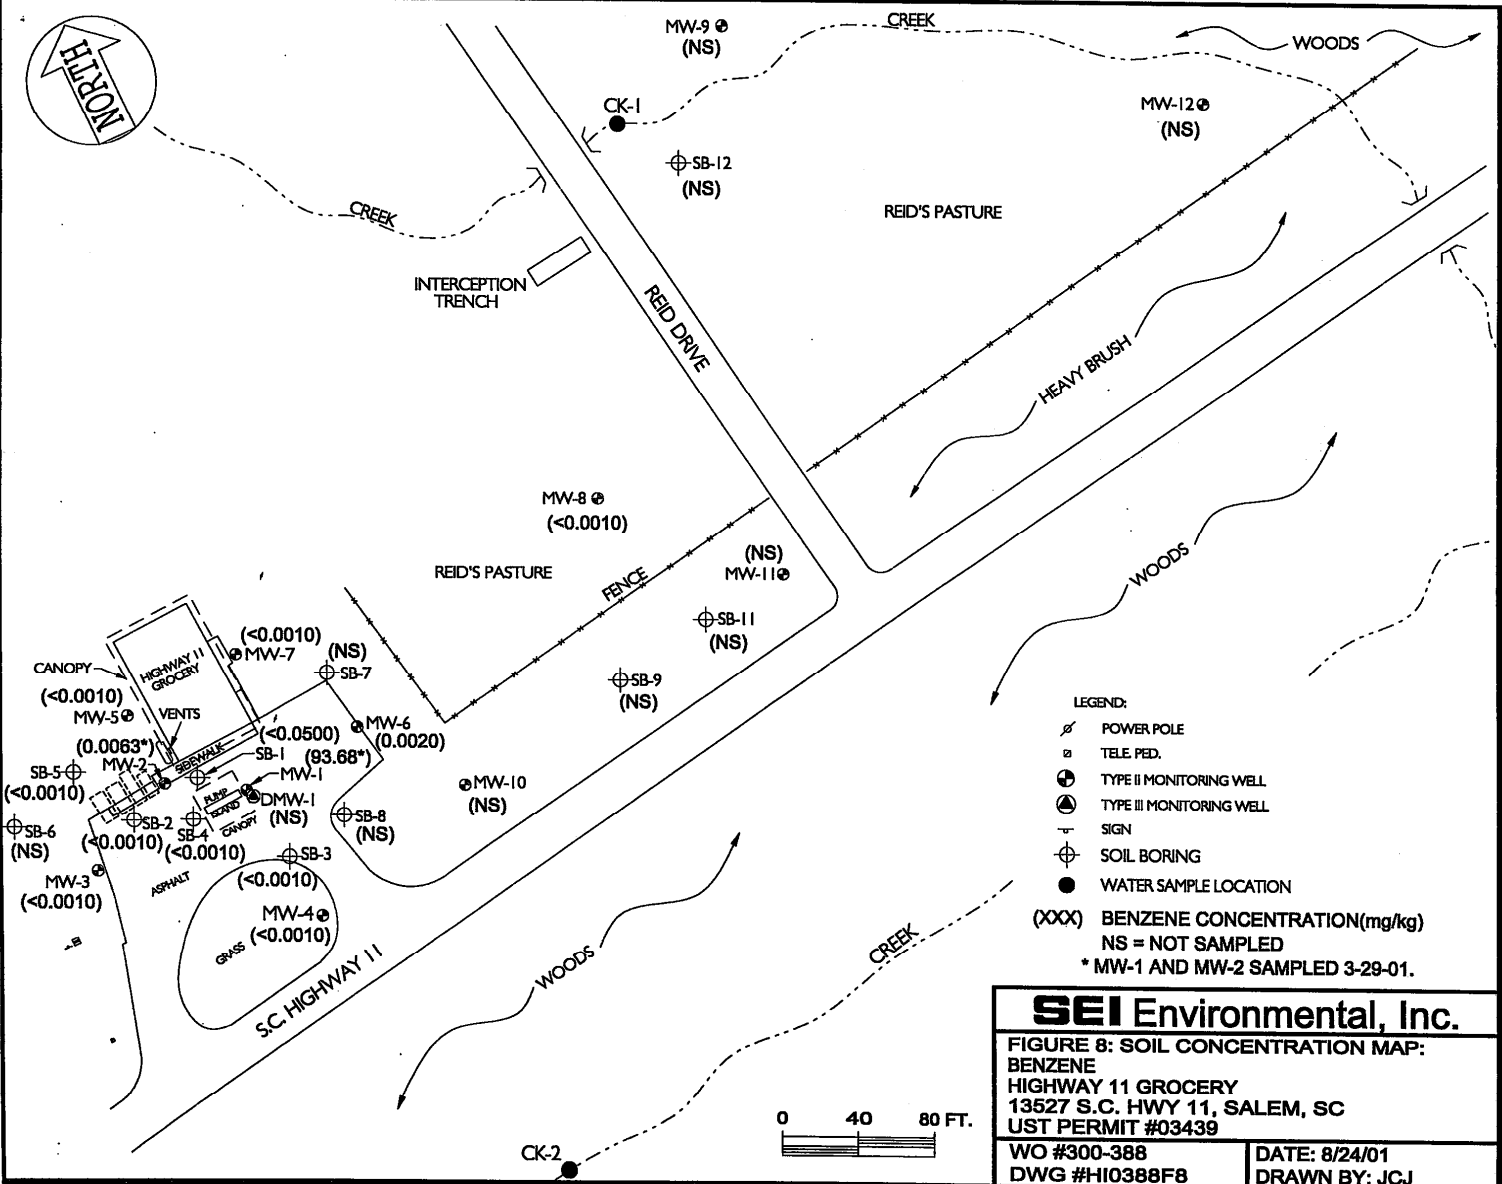 NORTH
MW-9
(NS)
CREEK
WOODS
CK-1
MW-12
(NS)
SB-12
(NS)
CREEK
REID'S PASTURE
INTERCEPTION
TRENCH
REID DRIVE
HEAVY BRUSH
MW-8
(<0.0010)
REID'S PASTURE
FENCE
(NS)
MW-11
WOODS
SB-11
(NS)
SB-9
(NS)
(<0.0010)
MW-7
(NS)
SB-7
CANOPY
HIGHWAY 11
GROCERY
(<0.0010)
MW-5
VENTS
MW-6
(0.0020)
(0.0063*)
MW-2
SIDEWALK
(<0.0500)
SB-1
(93.68*)
MW-1
SB-5
(<0.0010)
PUMP
ISLAND
DMW-1
(NS)
CANOPY
MW-10
(NS)
SB-8
(NS)
SB-6
(NS)
SB-2
(<0.0010)
SB-4
(<0.0010)
SB-3
(<0.0010)
MW-3
(<0.0010)
ASPHALT
MW-4
(<0.0010)
GRASS
S.C. HIGHWAY 11
WOODS
CREEK
CK-2
0 40 80 FT.
LEGEND:
POWER POLE
TELE. PED.
TYPE II MONITORING WELL
TYPE III MONITORING WELL
SIGN
SOIL BORING
WATER SAMPLE LOCATION
(XXX) BENZENE CONCENTRATION(mg/kg)
NS = NOT SAMPLED
* MW-1 AND MW-2 SAMPLED 3-29-01.
SEI Environmental, Inc.
FIGURE 8: SOIL CONCENTRATION MAP:
BENZENE
HIGHWAY 11 GROCERY
13527 S.C. HWY 11, SALEM, SC
UST PERMIT #03439
WO #300-388
DWG #HI0388F8
DATE: 8/24/01
DRAWN BY: JCJ